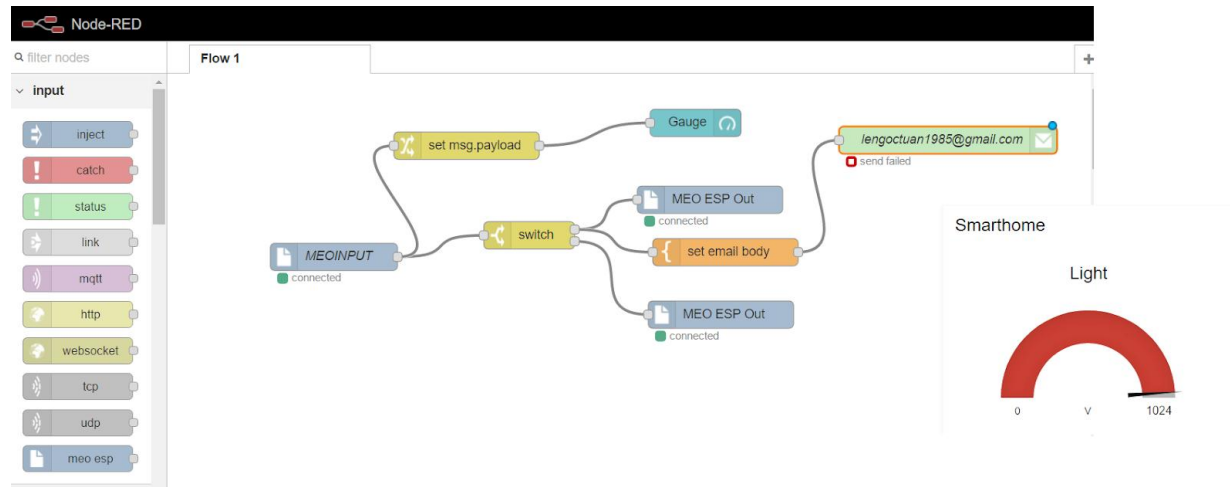 Node-RED
filter nodes
Flow 1
+
input
inject
catch
status
link
mqtt
http
websocket
tcp
udp
meo esp
set msg.payload
Gauge
lengoctuan1985@gmail.com
send failed
MEO ESP Out
connected
switch
set email body
MEOINPUT
connected
MEO ESP Out
connected
Smarthome
Light
0 V 1024